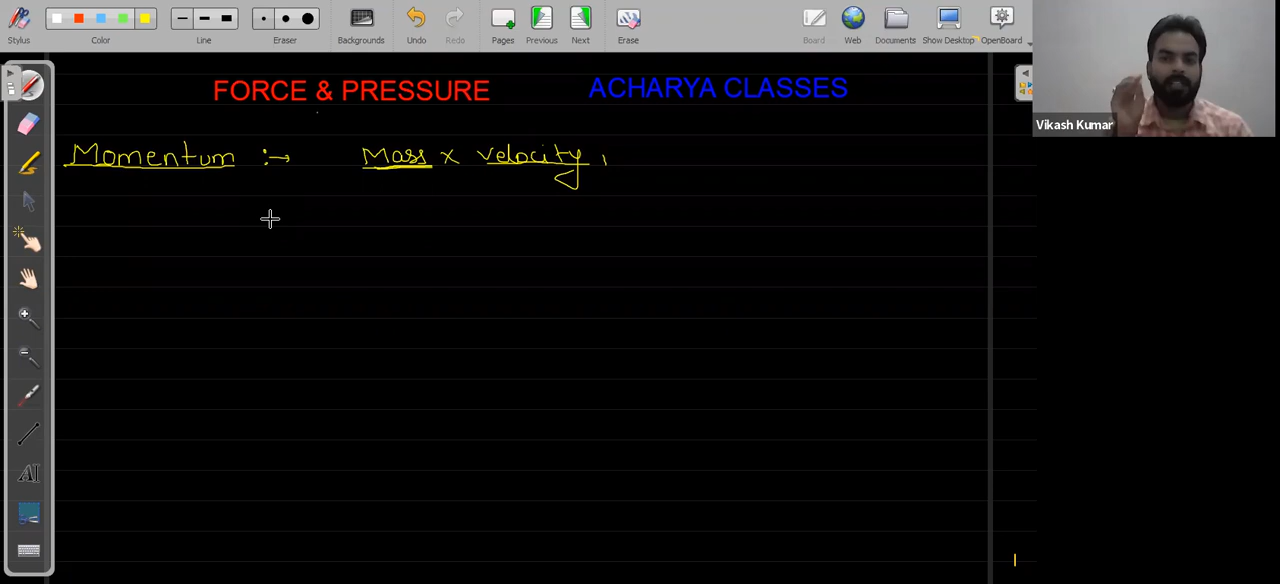 Stylus Color Line Eraser Backgrounds Undo Redo Pages Previous Next Erase Board Web Documents Show Desktop OpenBoard
Vikash Kumar
FORCE & PRESSURE ACHARYA CLASSES
Momentum :→ Mass x velocity
AI